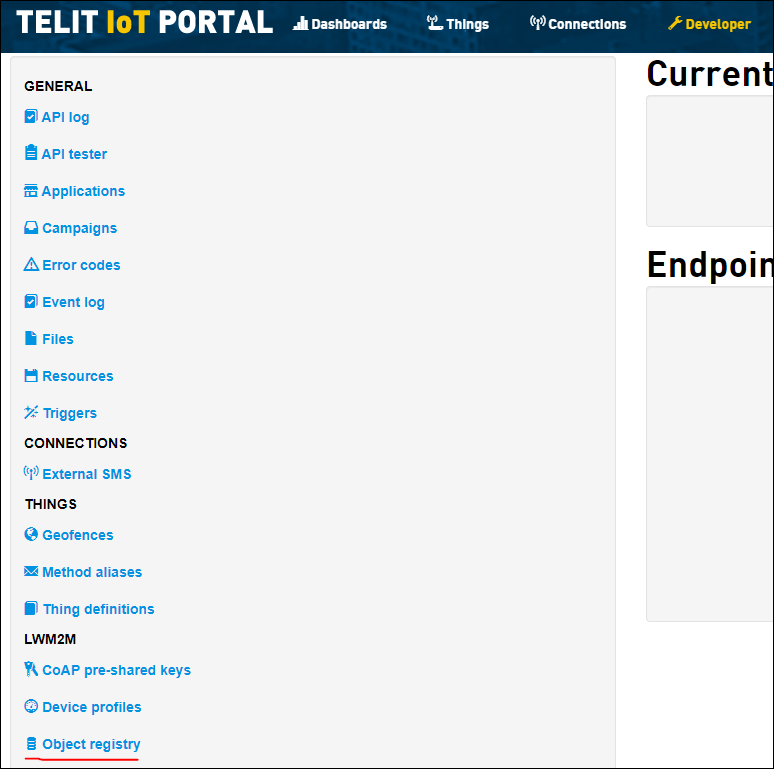 TELIT IoT PORTAL
Dashboards
Things
Connections
Developer
GENERAL
API log
API tester
Applications
Campaigns
Error codes
Event log
Files
Resources
Triggers
CONNECTIONS
External SMS
THINGS
Geofences
Method aliases
Thing definitions
LWM2M
CoAP pre-shared keys
Device profiles
Object registry
Current
Endpoin